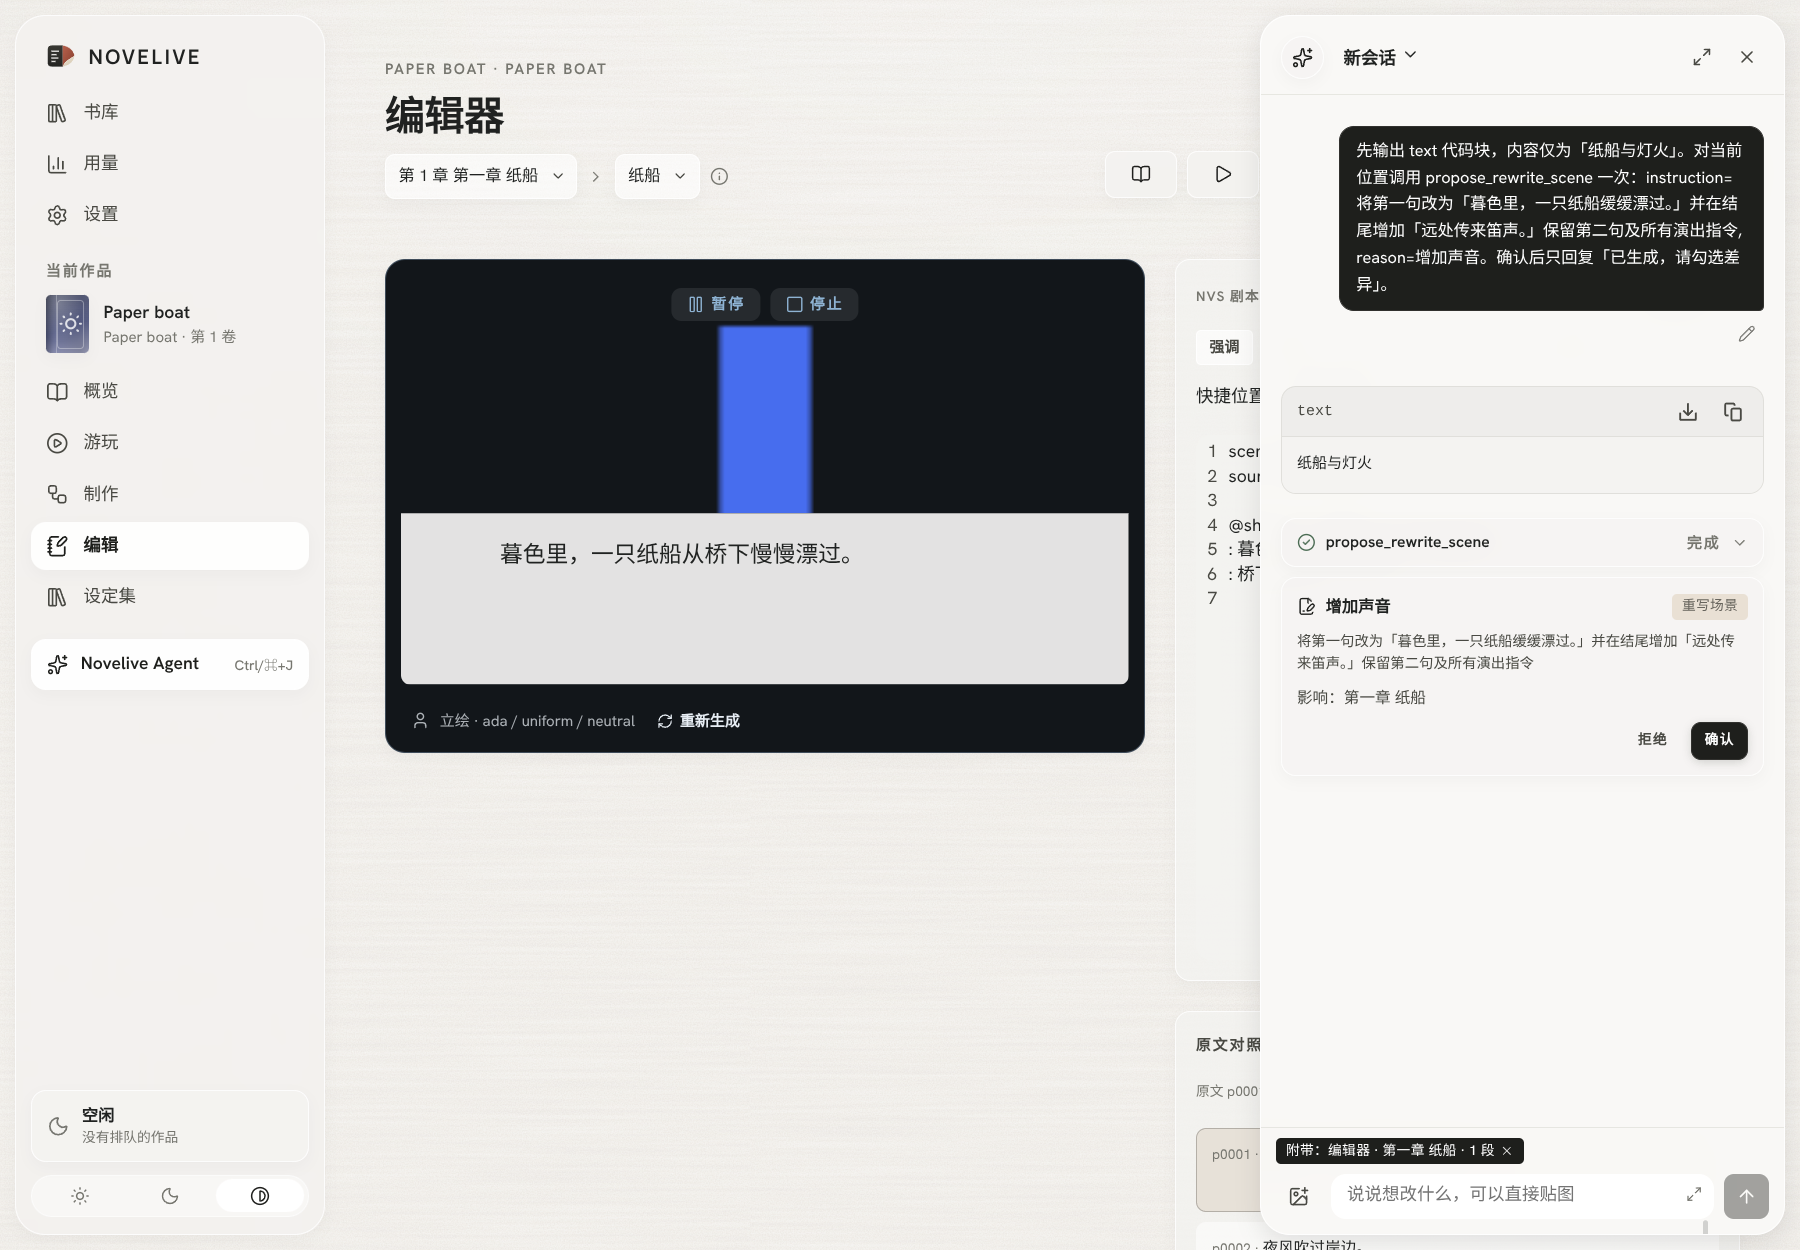 NOVELIVE
书库
用量
设置
当前作品
Paper boat
Paper boat · 第 1 卷
概览
游玩
制作
编辑
设定集
Novelive Agent Ctrl/⌘+J
空闲
没有排队的作品
PAPER BOAT · PAPER BOAT
编辑器
第 1 章 第一章 纸船
纸船
暂停 停止
暮色里，一只纸船从桥下慢慢漂过。
立绘 · ada / uniform / neutral 重新生成
NVS 剧本
强调
快捷位置
1 scen
2 sour
3
4 @sh
5 : 暮色
6 : 桥下
7
原文对照
原文 p000
p0001 ·
p0002 · 夜风吹过岸边。
新会话
先输出 text 代码块，内容仅为「纸船与灯火」。对当前
位置调用 propose_rewrite_scene 一次：instruction=
将第一句改为「暮色里，一只纸船缓缓漂过。」并在结
尾增加「远处传来笛声。」保留第二句及所有演出指令,
reason=增加声音。确认后只回复「已生成，请勾选差
异」。
text
纸船与灯火
propose_rewrite_scene 完成
增加声音 重写场景
将第一句改为「暮色里，一只纸船缓缓漂过。」并在结尾增加「远处传
来笛声。」保留第二句及所有演出指令
影响：第一章 纸船
拒绝 确认
附带：编辑器 · 第一章 纸船 · 1 段
说说想改什么，可以直接贴图